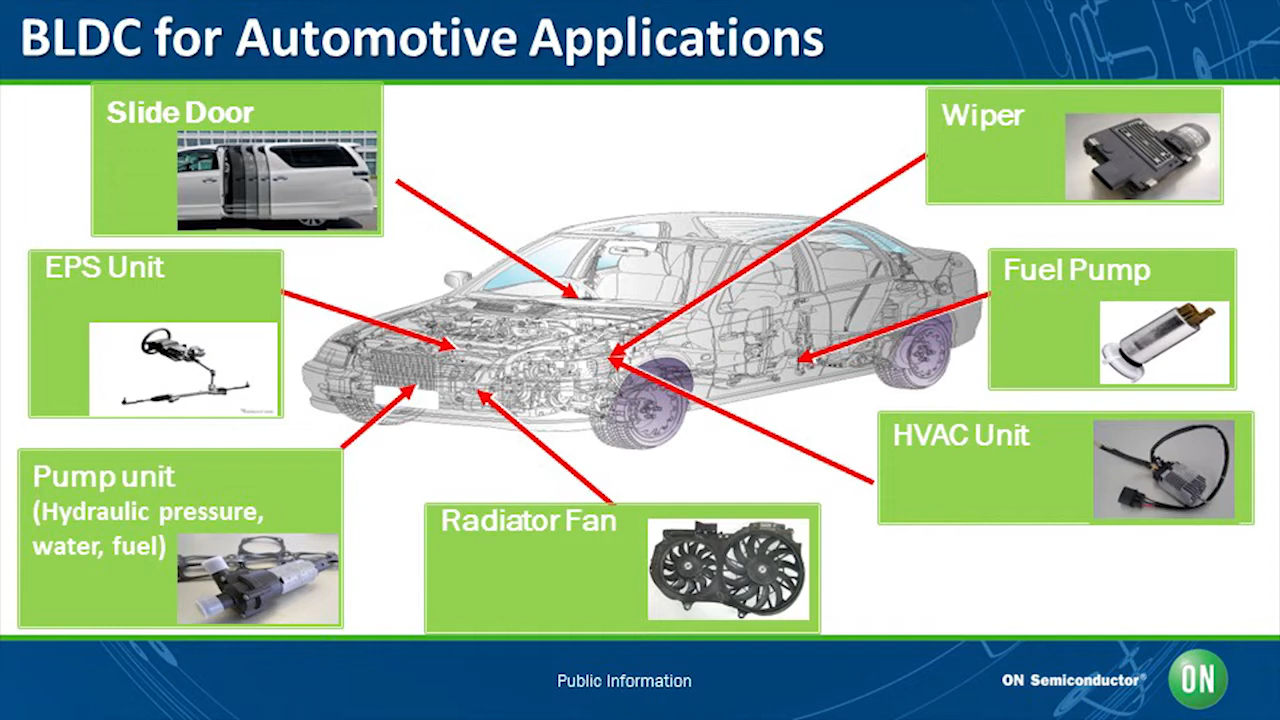 BLDC for Automotive Applications
Slide Door
Wiper
EPS Unit
Fuel Pump
HVAC Unit
Pump unit
(Hydraulic pressure,
water, fuel)
Radiator Fan
Public Information
ON Semiconductor®
ON